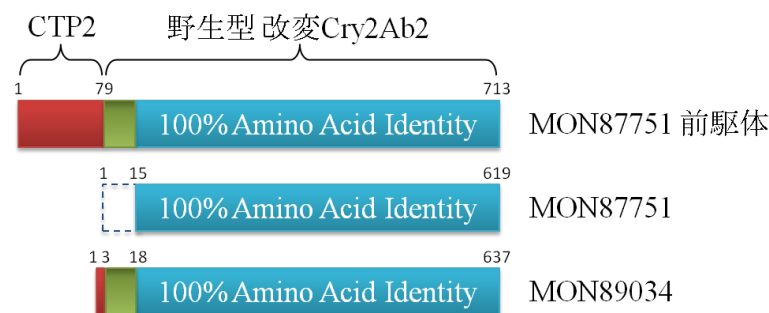 CTP2 野生型 改変Cry2Ab2
1 79 713
100% Amino Acid Identity MON87751 前駆体
1 15 619
100% Amino Acid Identity MON87751
1 3 18 637
100% Amino Acid Identity MON89034